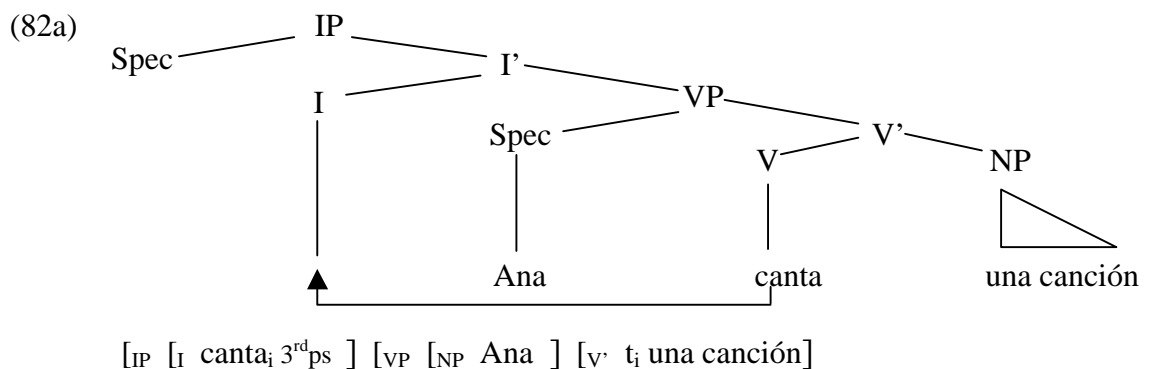 (82a) IP
Spec I’
I VP
Spec V’
V NP
Ana canta una canción
[IP [I cantai 3rdps ] [VP [NP Ana ] [V’ ti una canción]